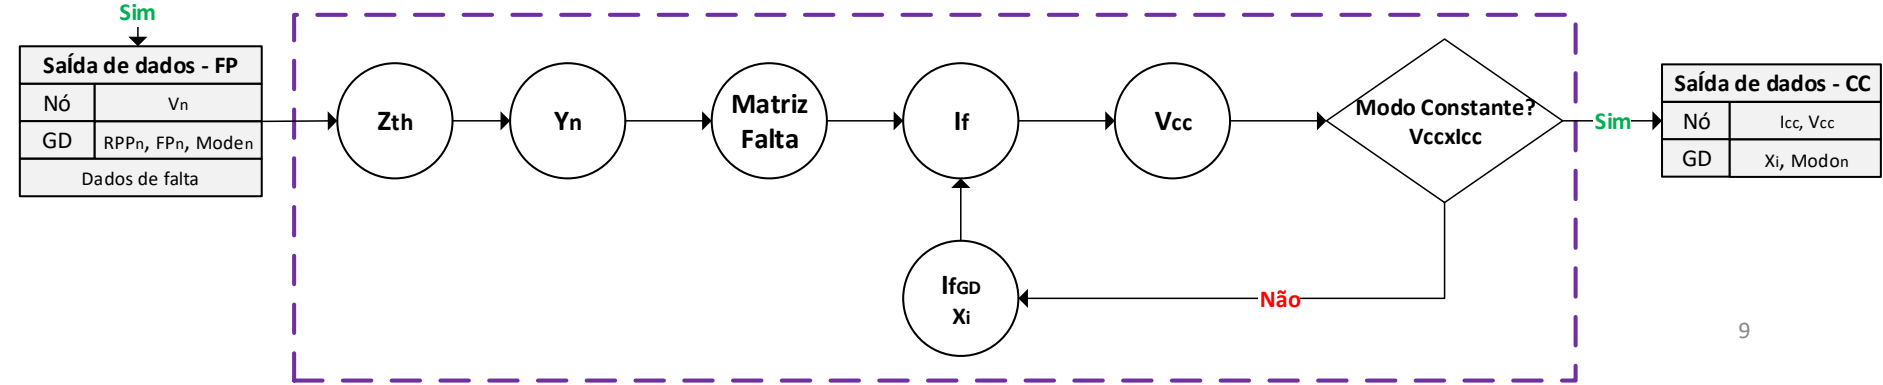 Sim
Saída de dados - FP
Nó Vn
GD RPPn, FPn, Moden
Dados de falta
Zth
Yn
Matriz
Falta
If
Vcc
Modo Constante?
VccxIcc
Sim
Saída de dados - CC
Nó Icc, Vcc
GD Xi, Modon
IfGD
Xi
Não
9